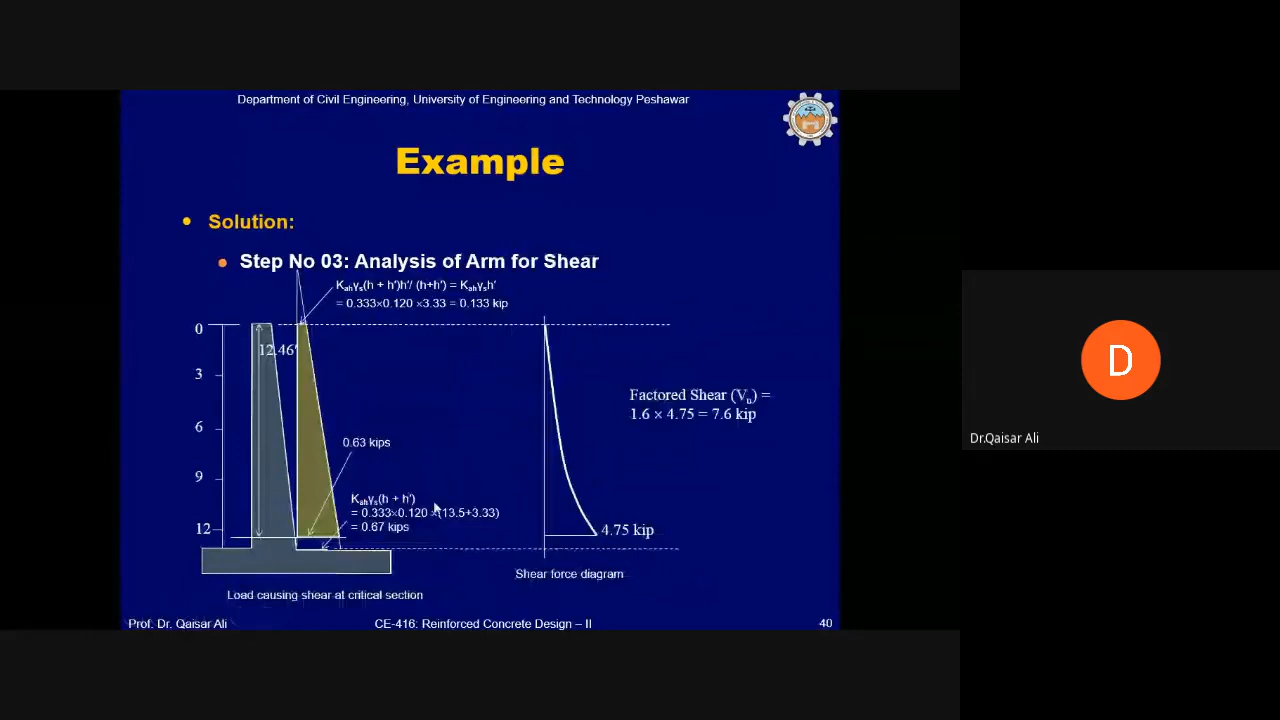 Department of Civil Engineering, University of Engineering and Technology Peshawar
Example
• Solution:
• Step No 03: Analysis of Arm for Shear
Kₐₕγₛ(h + h′)h′/ (h+h′) = Kₐₕγₛh′
= 0.333×0.120 ×3.33 = 0.133 kip
0
12.46′
3
Factored Shear (Vᵤ) =
1.6 × 4.75 = 7.6 kip
6
0.63 kips
9
Kₐₕγₛ(h + h′)
= 0.333×0.120 ×(13.5+3.33)
= 0.67 kips
12
4.75 kip
Shear force diagram
Load causing shear at critical section
Prof. Dr. Qaisar Ali
CE-416: Reinforced Concrete Design – II
40
D
Dr.Qaisar Ali